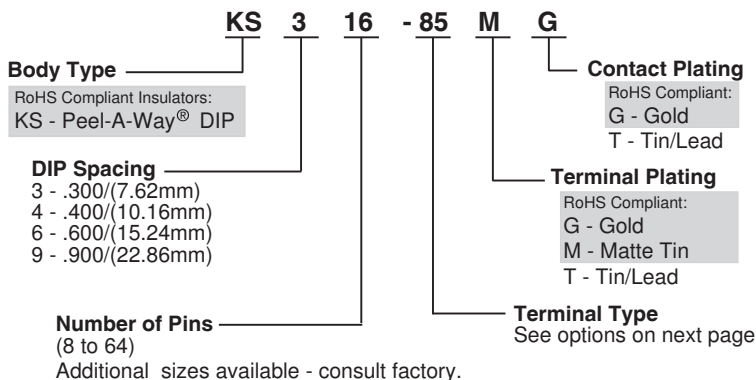 KS 3 16 - 85 M G
Body Type
RoHS Compliant Insulators:
KS - Peel-A-Way® DIP
DIP Spacing
3 - .300/(7.62mm)
4 - .400/(10.16mm)
6 - .600/(15.24mm)
9 - .900/(22.86mm)
Number of Pins
(8 to 64)
Additional sizes available - consult factory.
Contact Plating
RoHS Compliant:
G - Gold
T - Tin/Lead
Terminal Plating
RoHS Compliant:
G - Gold
M - Matte Tin
T - Tin/Lead
Terminal Type
See options on next page